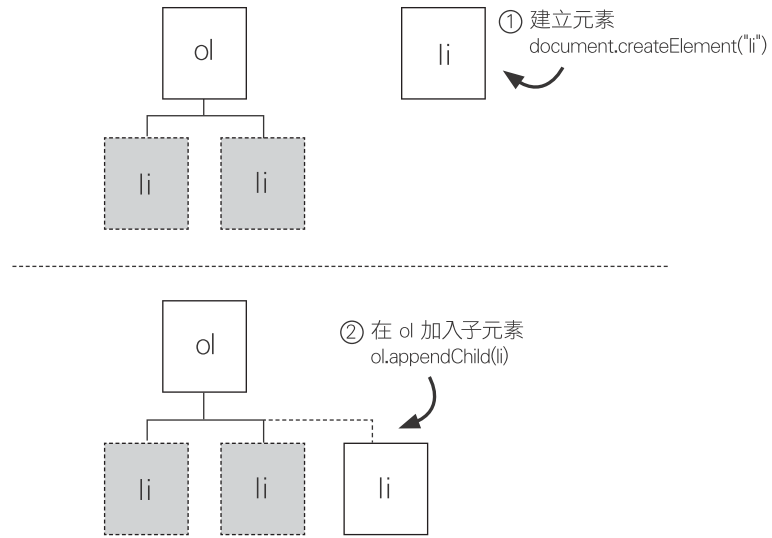 ol
li
① 建立元素
document.createElement("li")
li
li
ol
② 在 ol 加入子元素
ol.appendChild(li)
li
li
li